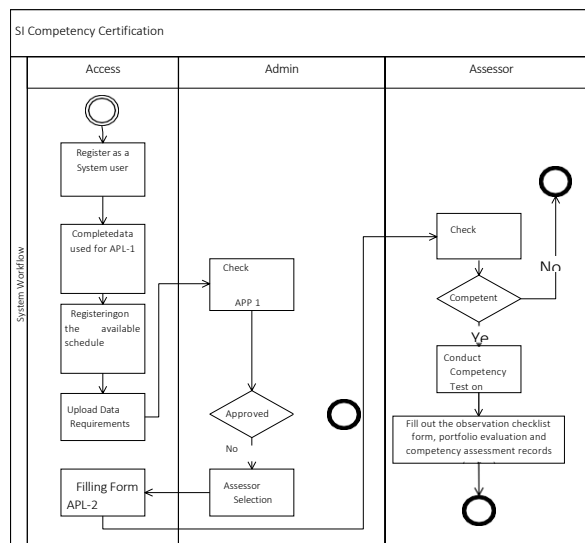 SI Competency Certification
Access
Admin
Assessor
System Workflow
Register as a
System user
Completedata
used for APL-1
Registeringon
the available
schedule
Upload Data
Requirements
Filling Form
APL-2
Check
APP 1
Approved
No
Assessor
Selection
Check
Competent
No
Ye
Conduct
Competency
Test on
Fill out the observation checklist
form, portfolio evaluation and
competency assessment records